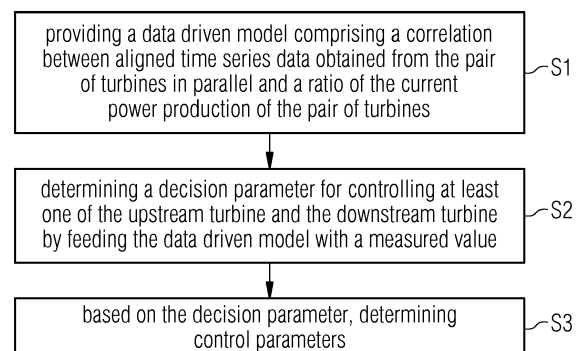 providing a data driven model comprising a correlation
between aligned time series data obtained from the pair
of turbines in parallel and a ratio of the current
power production of the pair of turbines
S1
determining a decision parameter for controlling at least
one of the upstream turbine and the downstream turbine
by feeding the data driven model with a measured value
S2
based on the decision parameter, determining
control parameters
S3